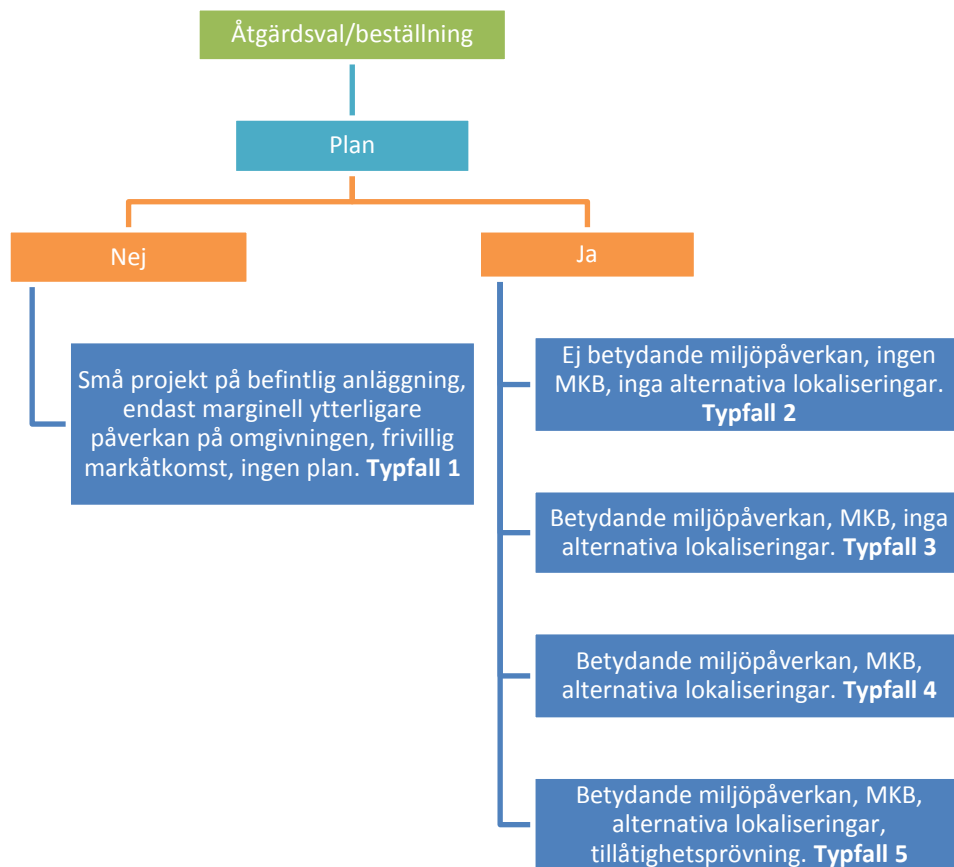 Åtgärdsval/beställning
Plan
Nej
Ja
Små projekt på befintlig anläggning,
endast marginell ytterligare
påverkan på omgivningen, frivillig
markåtkomst, ingen plan. Typfall 1
Ej betydande miljöpåverkan, ingen
MKB, inga alternativa lokaliseringar.
Typfall 2
Betydande miljöpåverkan, MKB, inga
alternativa lokaliseringar. Typfall 3
Betydande miljöpåverkan, MKB,
alternativa lokaliseringar. Typfall 4
Betydande miljöpåverkan, MKB,
alternativa lokaliseringar,
tillåtighetsprövning. Typfall 5